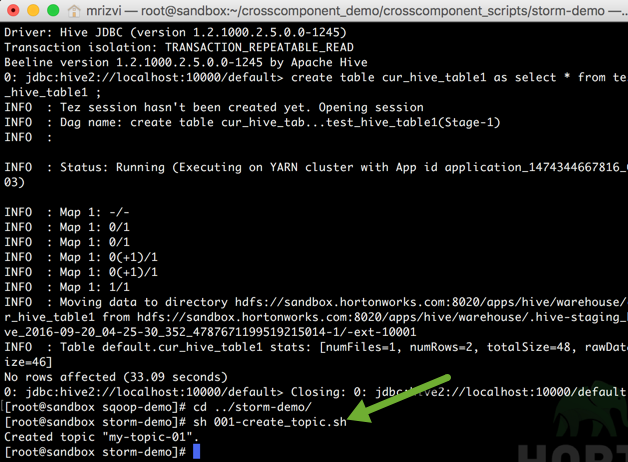 mrizvi — root@sandbox:~/crosscomponent_demo/crosscomponent_scripts/storm-demo —...
Driver: Hive JDBC (version 1.2.1000.2.5.0.0-1245)
Transaction isolation: TRANSACTION_REPEATABLE_READ
Beeline version 1.2.1000.2.5.0.0-1245 by Apache Hive
0: jdbc:hive2://localhost:10000/default> create table cur_hive_table1 as select * from te
_hive_table1 ;
INFO  : Tez session hasn't been created yet. Opening session
INFO  : Dag name: create table cur_hive_tab...test_hive_table1(Stage-1)
INFO  :
INFO  : Status: Running (Executing on YARN cluster with App id application_1474344667816_
03)
INFO  : Map 1: -/-
INFO  : Map 1: 0/1
INFO  : Map 1: 0/1
INFO  : Map 1: 0(+1)/1
INFO  : Map 1: 0(+1)/1
INFO  : Map 1: 1/1
INFO  : Moving data to directory hdfs://sandbox.hortonworks.com:8020/apps/hive/warehouse/
r_hive_table1 from hdfs://sandbox.hortonworks.com:8020/apps/hive/warehouse/.hive-staging_
ve_2016-09-20_04-25-30_352_4787671199519215014-1/-ext-10001
INFO  : Table default.cur_hive_table1 stats: [numFiles=1, numRows=2, totalSize=48, rawData
ize=46]
No rows affected (33.09 seconds)
0: jdbc:hive2://localhost:10000/default> Closing: 0: jdbc:hive2://localhost:10000/default
[root@sandbox sqoop-demo]# cd ../storm-demo/
[root@sandbox storm-demo]# sh 001-create_topic.sh
Created topic "my-topic-01".
[root@sandbox storm-demo]#